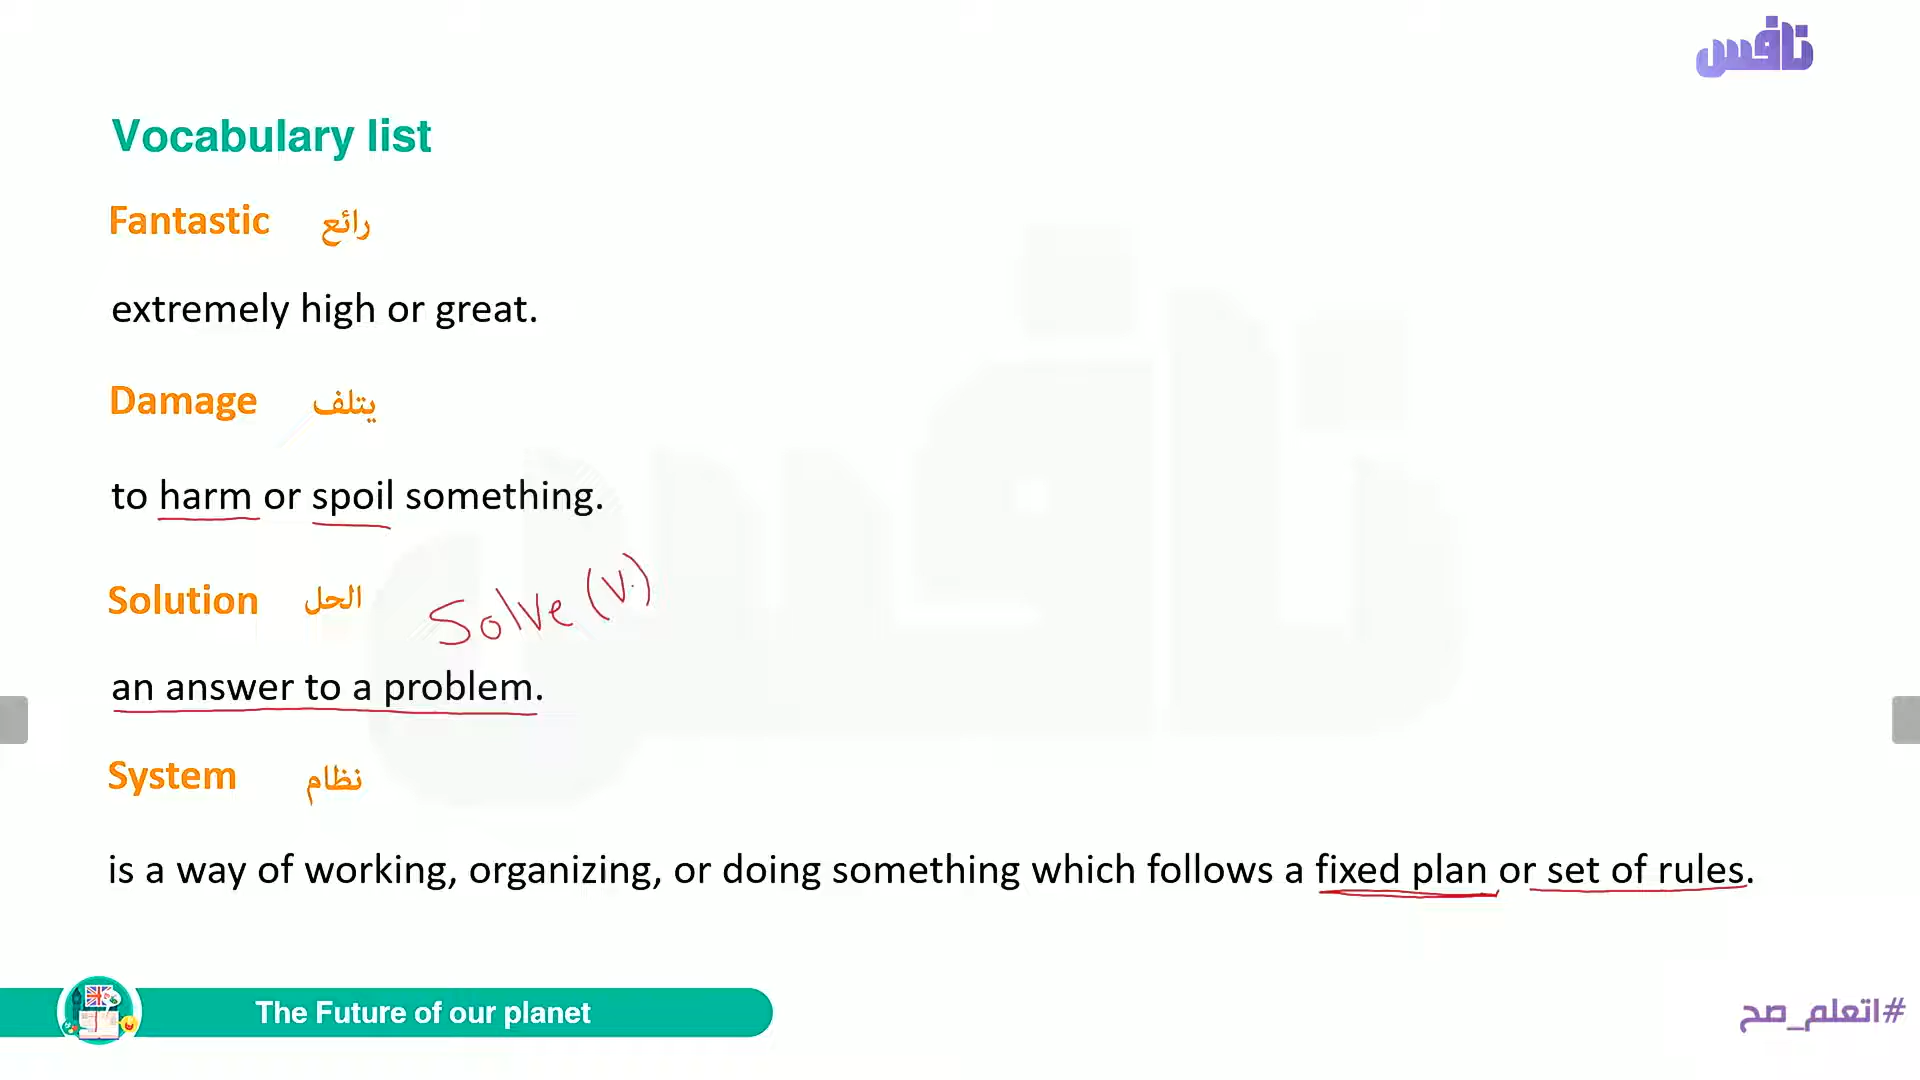 نافس
Vocabulary list
Fantastic رائع
extremely high or great.
Damage يتلف
to harm or spoil something.
Solution الحل Solve (v.)
an answer to a problem.
System نظام
is a way of working, organizing, or doing something which follows a fixed plan or set of rules.
The Future of our planet
#اتعلم_صح